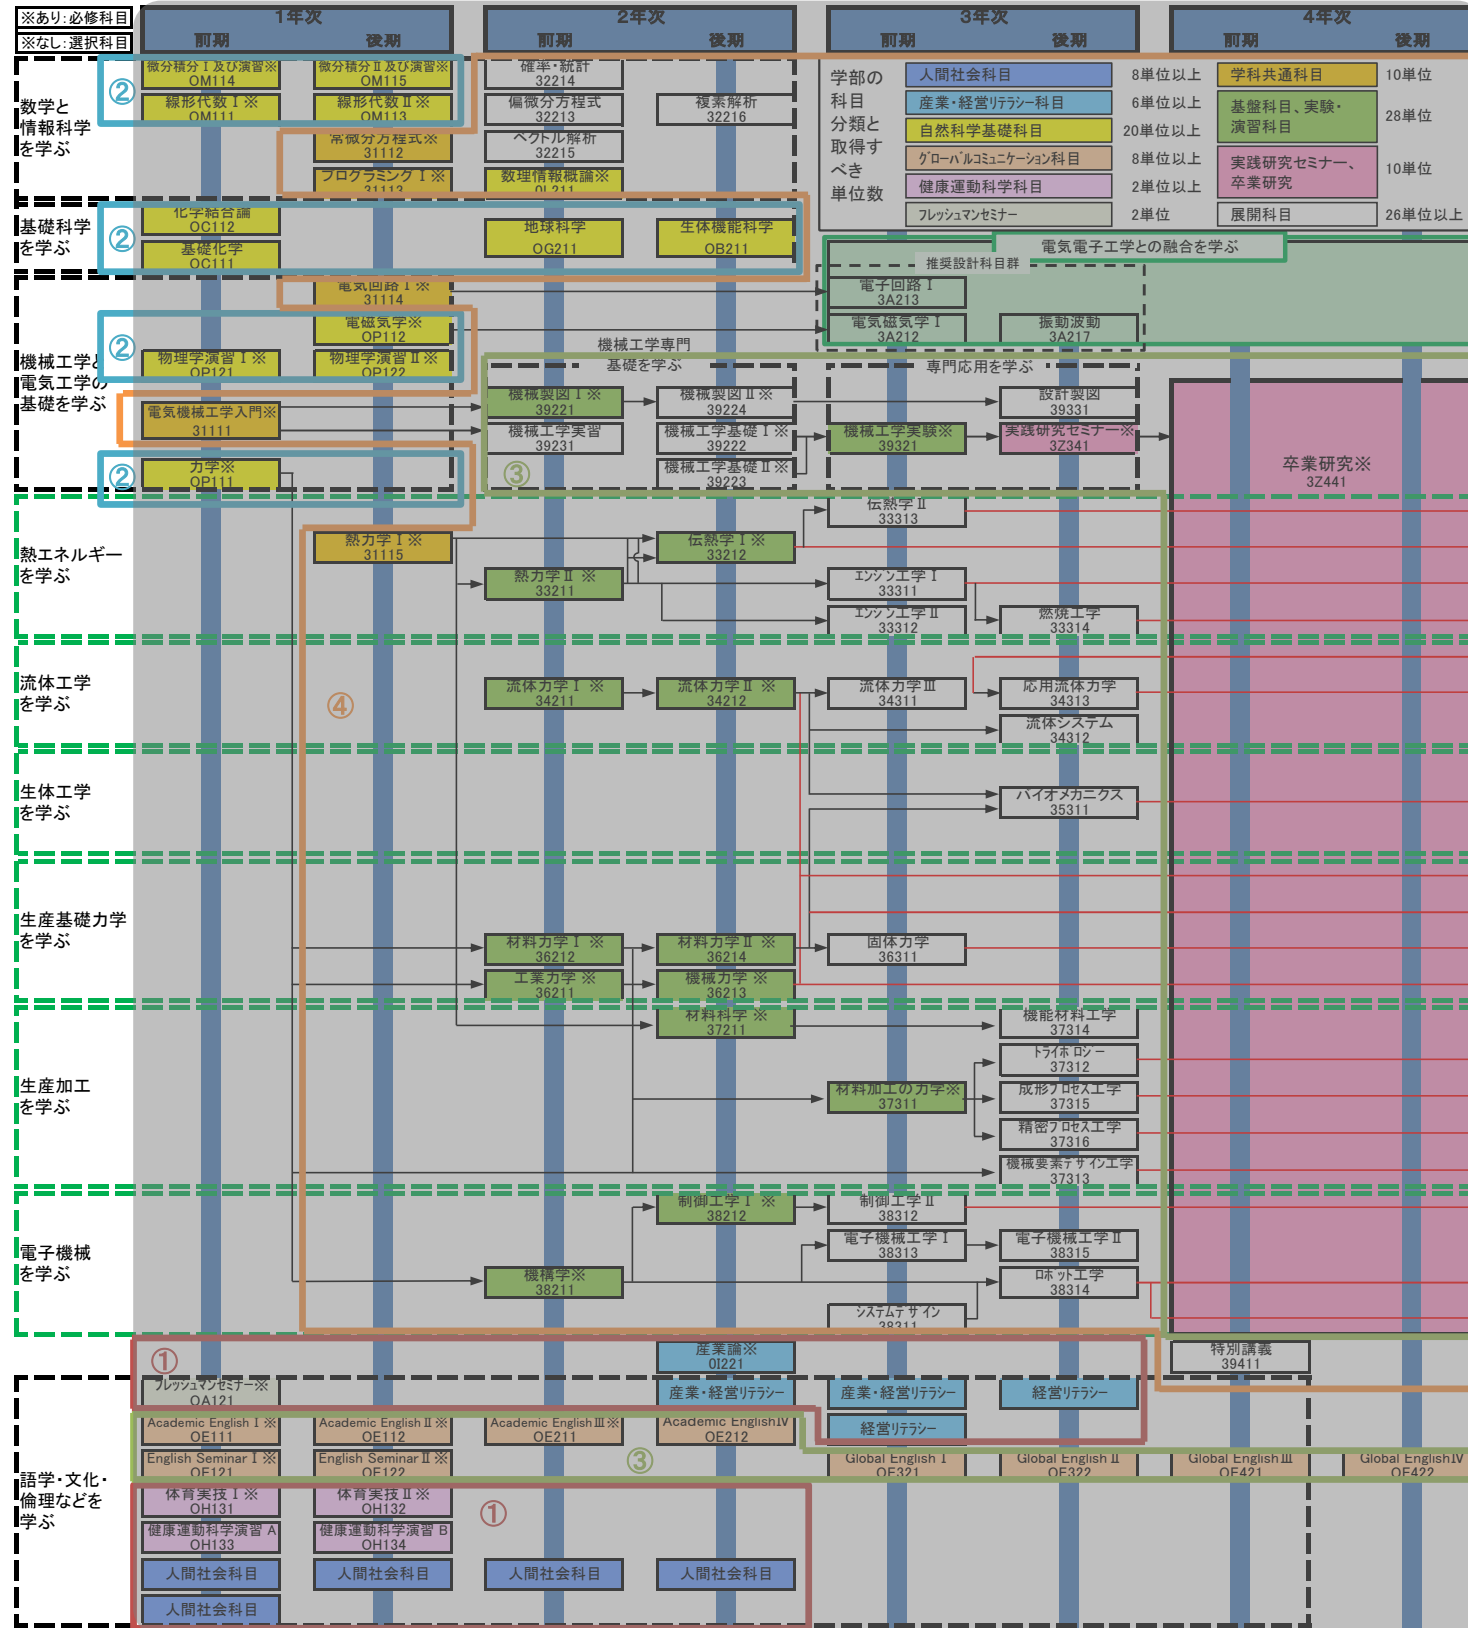 ※あり:必修科目
※なし:選択科目
1年次
前期
後期
2年次
前期
後期
3年次
前期
後期
4年次
前期
後期
学部の
科目
分類と
取得す
べき
単位数
人間社会科目
8単位以上
産業・経営リテラシー科目
6単位以上
自然科学基礎科目
20単位以上
グローバルコミュニケーション科目
8単位以上
健康運動科学科目
2単位以上
フレッシュマンセミナー
2単位
学科共通科目
10単位
基盤科目、実験・
演習科目
28単位
実践研究セミナー、
卒業研究
10単位
展開科目
26単位以上
数学と
情報科学
を学ぶ
②
微分積分Ⅰ及び演習※
OM114
微分積分Ⅱ及び演習※
OM115
確率・統計
32214
線形代数Ⅰ※
OM111
線形代数Ⅱ※
OM113
偏微分方程式
32213
複素解析
32216
常微分方程式※
31112
ベクトル解析
32215
プログラミングⅠ※
31113
数理情報概論※
0L211
基礎科学
を学ぶ
②
化学結合論
OC112
基礎化学
OC111
地球科学
OG211
生体機能科学
OB211
電気電子工学との融合を学ぶ
推奨設計科目群
機械工学と
電気工学の
基礎を学ぶ
電気回路Ⅰ※
31114
電子回路Ⅰ
3A213
②
電磁気学※
OP112
電気磁気学Ⅰ
3A212
振動波動
3A217
物理学演習Ⅰ※
OP121
物理学演習Ⅱ※
OP122
機械工学専門
基礎を学ぶ
専門応用を学ぶ
電気機械工学入門※
31111
機械製図Ⅰ※
39221
機械製図Ⅱ※
39224
設計製図
39331
機械工学実習
39231
機械工学基礎Ⅰ※
39222
機械工学実験※
39321
実践研究セミナー※
3Z341
機械工学基礎Ⅱ※
39223
③
②
力学※
OP111
卒業研究※
3Z441
熱エネルギー
を学ぶ
伝熱学Ⅱ
33313
熱力学Ⅰ※
31115
伝熱学Ⅰ※
33212
熱力学Ⅱ※
33211
エンジン工学Ⅰ
33311
エンジン工学Ⅱ
33312
燃焼工学
33314
流体工学
を学ぶ
④
流体力学Ⅰ※
34211
流体力学Ⅱ※
34212
流体力学Ⅲ
34311
応用流体力学
34313
流体システム
34312
生体工学
を学ぶ
バイオメカニクス
35311
生産基礎力学
を学ぶ
材料力学Ⅰ※
36212
材料力学Ⅱ※
36214
固体力学
36311
工業力学※
36211
機械力学※
36213
生産加工
を学ぶ
材料科学※
37211
機能材料工学
37314
トライボロジー
37312
材料加工の力学※
37311
成形プロセス工学
37315
精密プロセス工学
37316
機械要素デザイン工学
37313
電子機械
を学ぶ
制御工学Ⅰ※
38212
制御工学Ⅱ
38312
電子機械工学Ⅰ
38313
電子機械工学Ⅱ
38315
機構学※
38211
ロボット工学
38314
システムデザイン
38311
①
産業論※
0I221
特別講義
39411
フレッシュマンセミナー※
OA121
産業・経営リテラシー
産業・経営リテラシー
経営リテラシー
経営リテラシー
語学・文化・
倫理などを
学ぶ
Academic EnglishⅠ※
OE111
Academic EnglishⅡ※
OE112
Academic EnglishⅢ※
OE211
Academic EnglishⅣ
OE212
English SeminarⅠ※
OE121
English SeminarⅡ※
OE122
③
Global EnglishⅠ
OE321
Global EnglishⅡ
OE322
Global EnglishⅢ
OE421
Global EnglishⅣ
OE422
体育実技Ⅰ※
OH131
体育実技Ⅱ※
OH132
①
健康運動科学演習 A
OH133
健康運動科学演習 B
OH134
人間社会科目
人間社会科目
人間社会科目
人間社会科目
人間社会科目